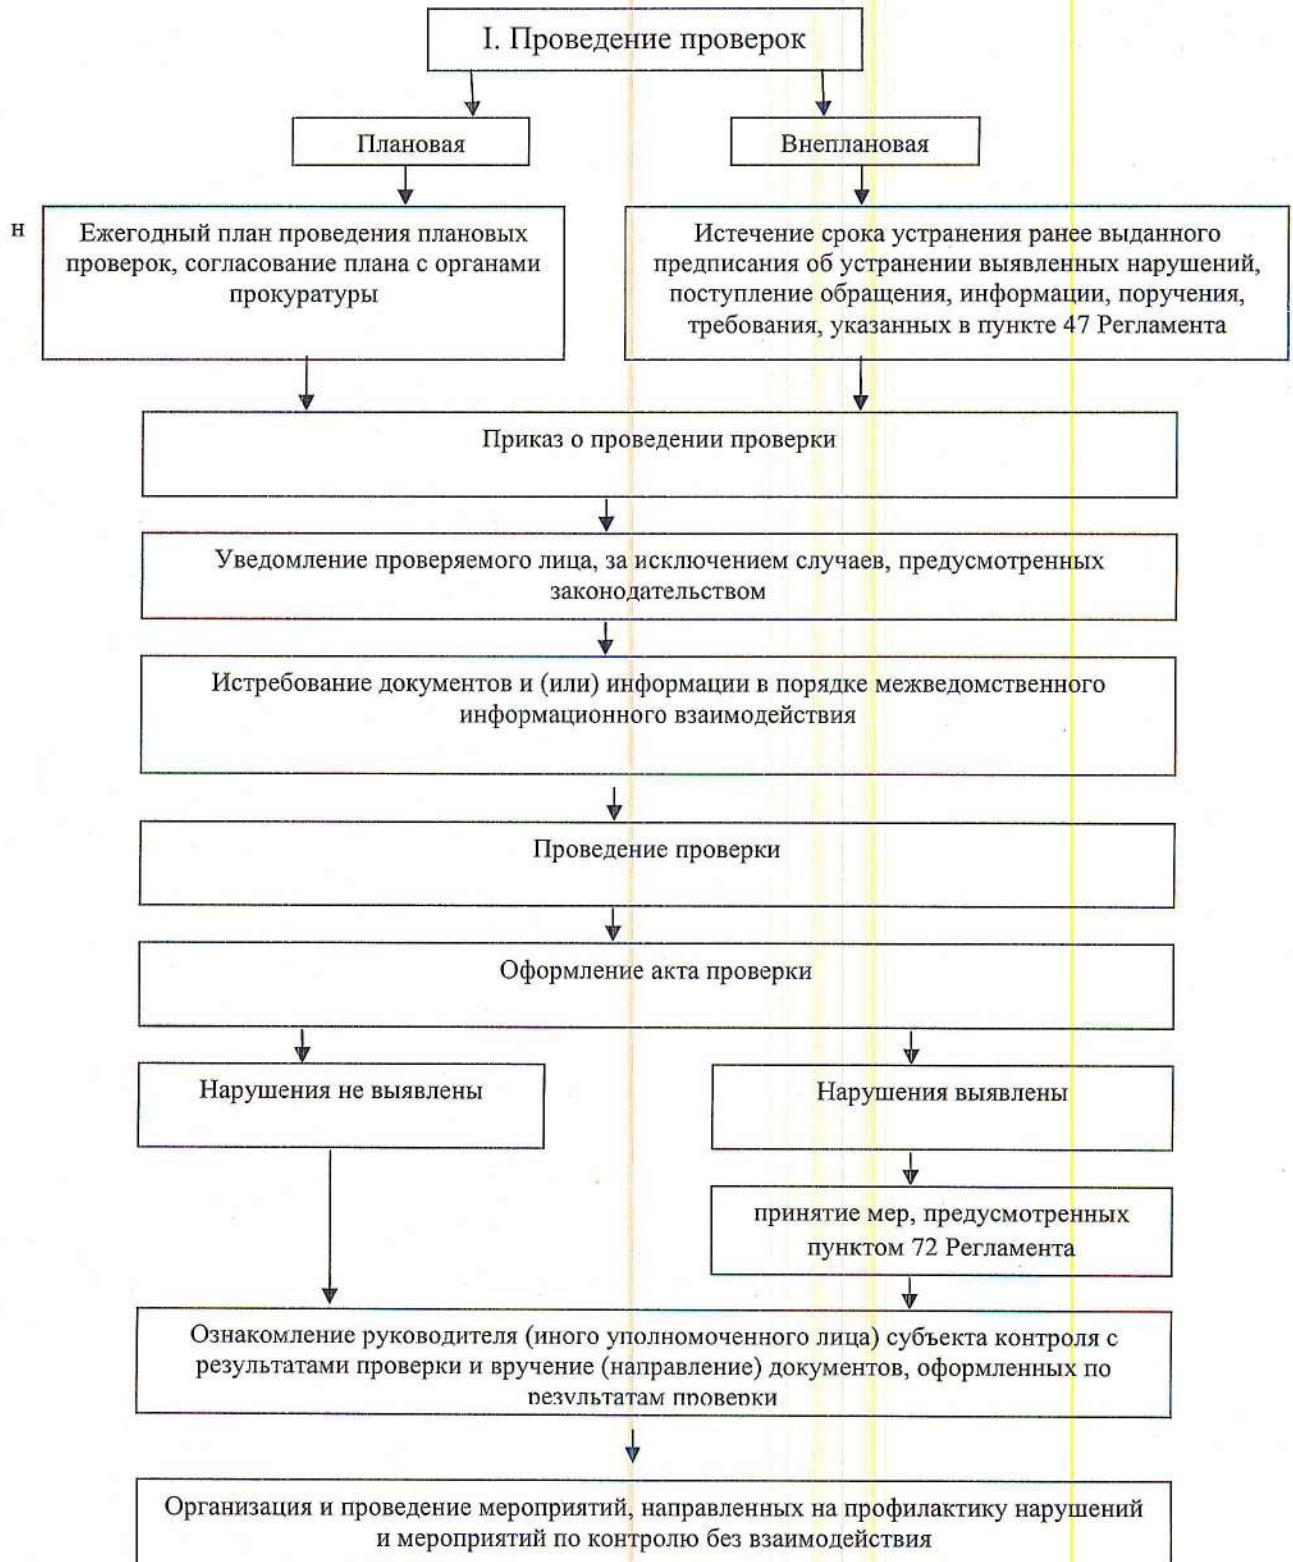 I. Проведение проверок
Плановая
Внеплановая
н
Ежегодный план проведения плановых
проверок, согласование плана с органами
прокуратуры
Истечение срока устранения ранее выданного
предписания об устранении выявленных нарушений,
поступление обращения, информации, поручения,
требования, указанных в пункте 47 Регламента
Приказ о проведении проверки
Уведомление проверяемого лица, за исключением случаев, предусмотренных
законодательством
Истребование документов и (или) информации в порядке межведомственного
информационного взаимодействия
Проведение проверки
Оформление акта проверки
Нарушения не выявлены
Нарушения выявлены
принятие мер, предусмотренных
пунктом 72 Регламента
Ознакомление руководителя (иного уполномоченного лица) субъекта контроля с
результатами проверки и вручение (направление) документов, оформленных по
результатам проверки
Организация и проведение мероприятий, направленных на профилактику нарушений
и мероприятий по контролю без взаимодействия